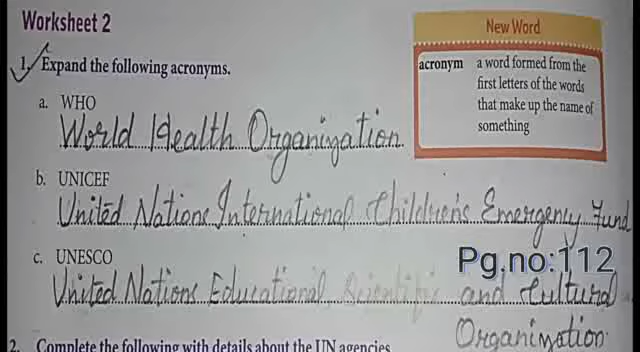 Worksheet 2
New Word
1. Expand the following acronyms.
acronym a word formed from the
first letters of the words
that make up the name of
something
a. WHO
World Health Organization.
b. UNICEF
United Nations International Children's Emergency Fund
c. UNESCO
Pg.no:112
United Nations Educational, Scientific and Cultural
Organization.
2. Complete the following with details about the UN agencies